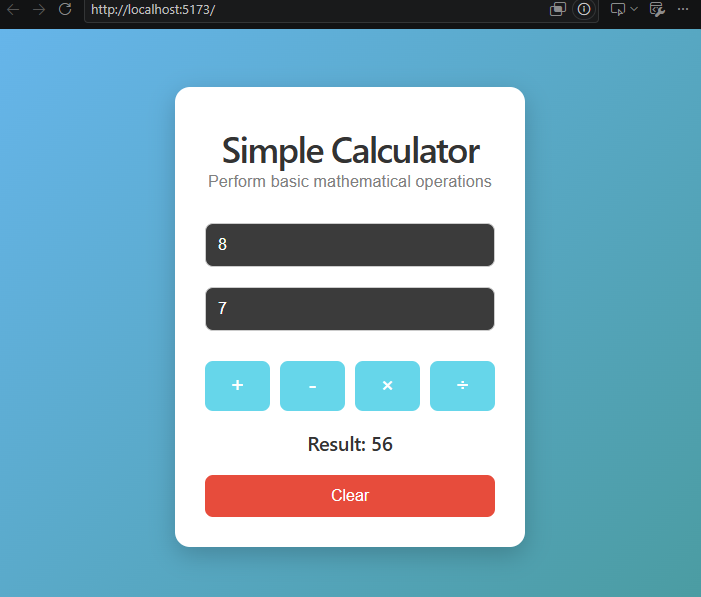 http://localhost:5173/
Simple Calculator
Perform basic mathematical operations
8
7
+ - × ÷
Result: 56
Clear